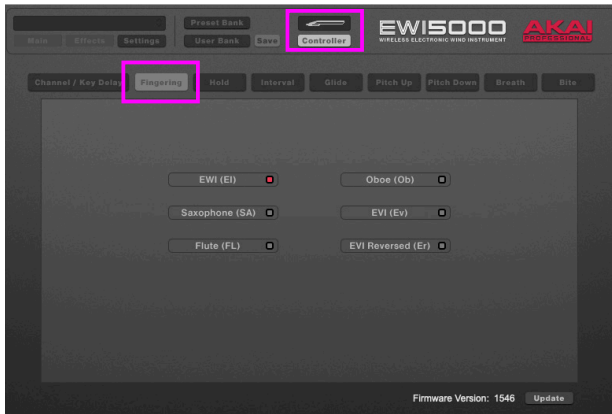 Preset Bank
EWI5000 AKAI
WIRELESS ELECTRONIC WIND INSTRUMENT PROFESSIONAL
Main Effects Settings User Bank Save Controller
Channel / Key Delay Fingering Hold Interval Glide Pitch Up Pitch Down Breath Bite
EWI (EI) Oboe (Ob)
Saxophone (SA) EVI (Ev)
Flute (FL) EVI Reversed (Er)
Firmware Version: 1546 Update